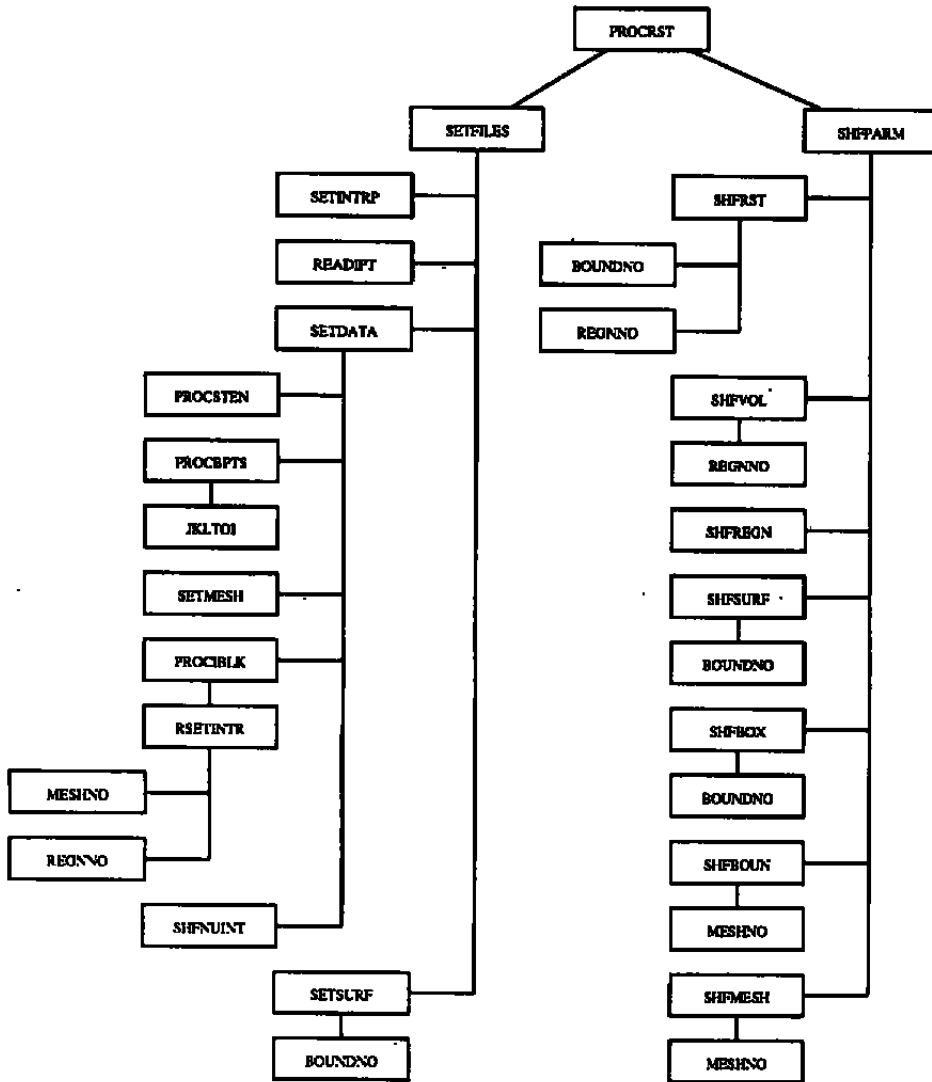 PROCRST
SETFILES
SHFPARM
SETINTRP
SHFRST
READIPT
BOUNDNO
SETDATA
REGNNO
PROCSTEN
SHFVOL
PROCBPTS
REGNNO
JKLTOI
SHFREGN
SETMESH
SHFSURF
PROCIBLK
BOUNDNO
RSETINTR
SHFBOX
MESHNO
BOUNDNO
REGNNO
SHFBOUN
SHFNUINT
MESHNO
SETSURF
SHFMESH
BOUNDNO
MESHNO